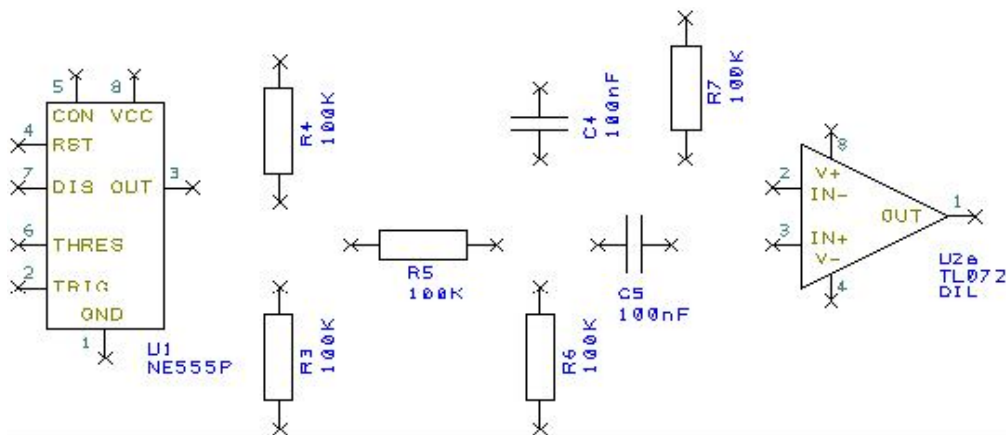 5 8
CON VCC
4 RST
7 DIS OUT 3
6 THRES
2 TRIG
GND
1
U1
NE555P
R4
100K
R3
100K
R5
100K
C4
100nF
C5
100nF
R6
100K
R7
100K
8
V+
2 IN-
OUT 1
3 IN+
V-
4
U2a
TL072
DIL